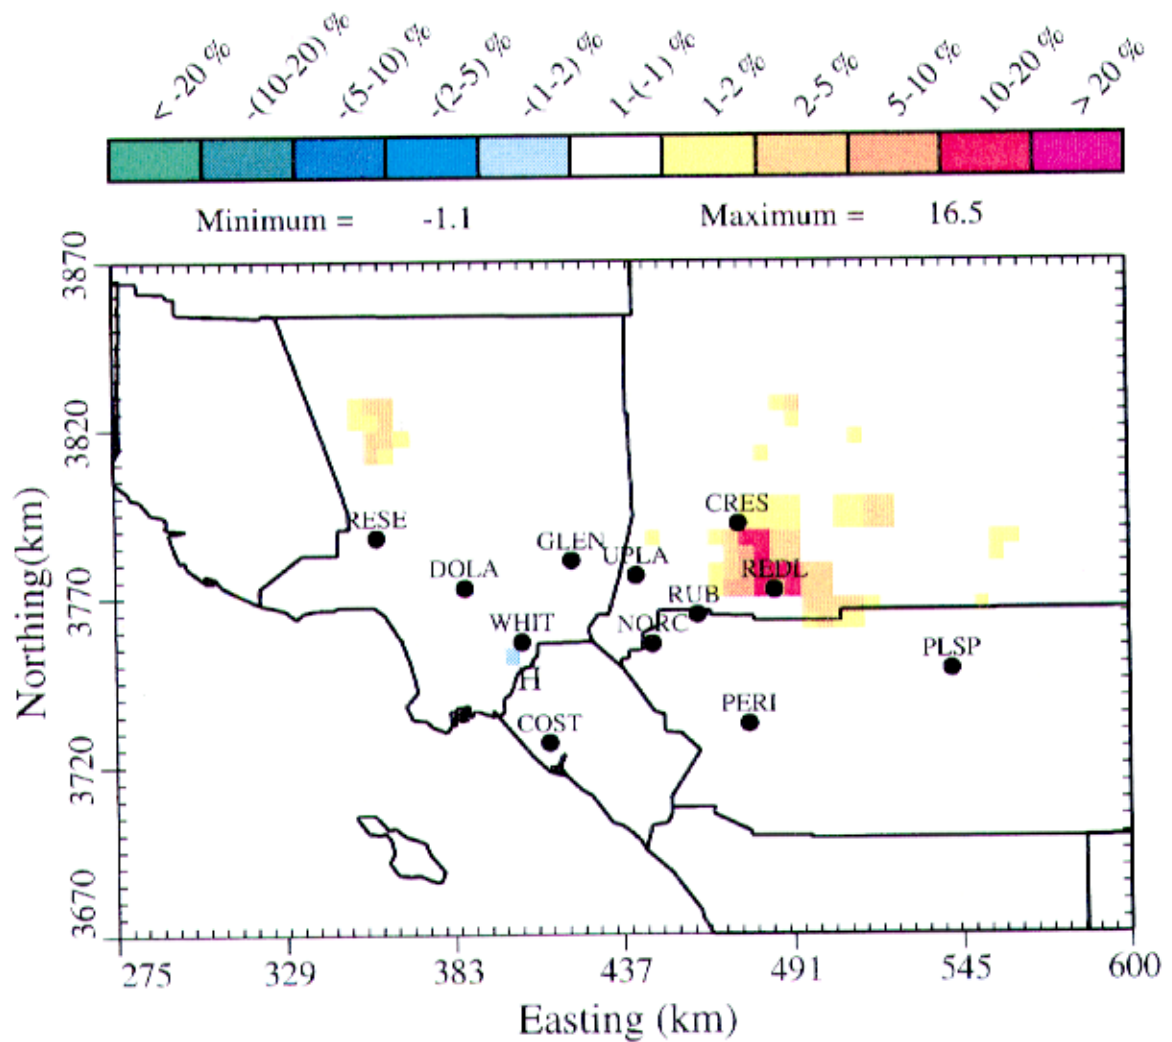 < -20 % -(10-20) % -(5-10) % -(2-5) % -(1-2) % 1-(-1) % 1-2 % 2-5 % 5-10 % 10-20 % > 20 %
Minimum = -1.1 Maximum = 16.5
3870
3820
CRES
RESE
GLEN UPLA
DOLA REDL
3770
RUB
WHIT NORC
PLSP
H
PERI
COST
3720
3670
275 329 383 437 491 545 600
Northing(km)
Easting (km)